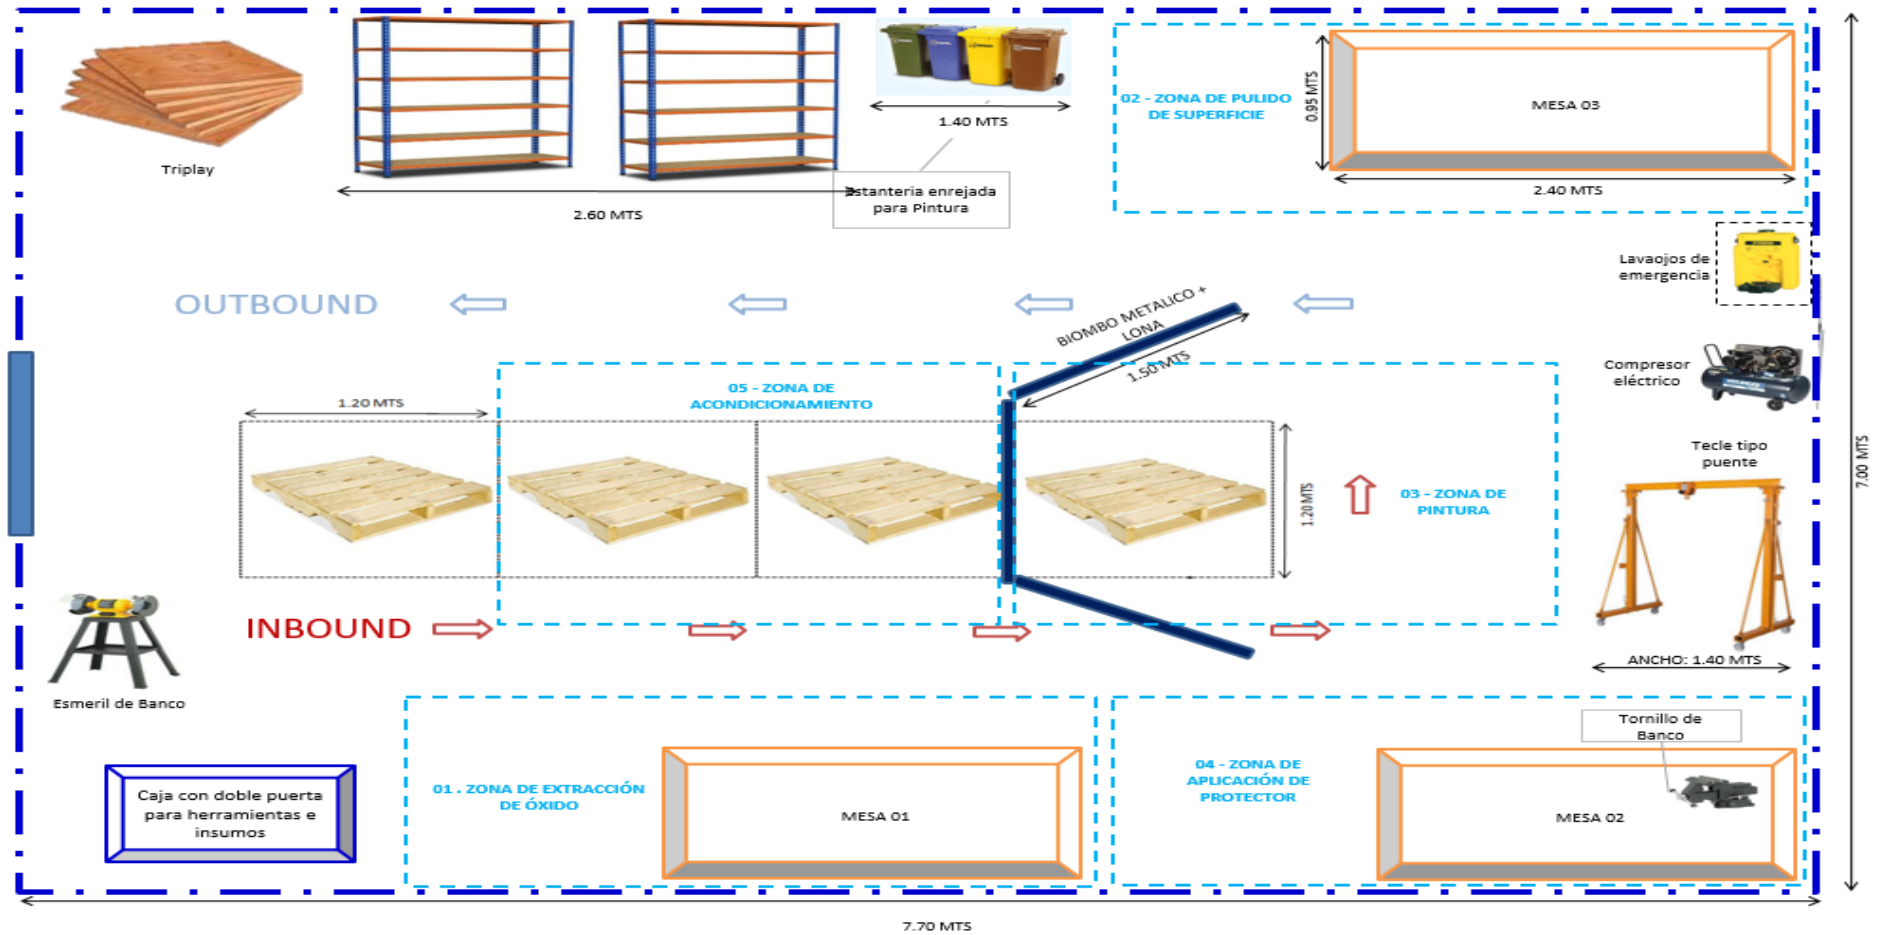 Triplay
2.60 MTS
1.40 MTS
Estanteria enrejada
para Pintura
02 - ZONA DE PULIDO
DE SUPERFICIE
0.95 MTS
MESA 03
2.40 MTS
Lavaojos de
emergencia
OUTBOUND
BIOMBO METALICO +
LONA
1.50 MTS
Compresor
eléctrico
1.20 MTS
05 - ZONA DE
ACONDICIONAMIENTO
1.20 MTS
03 - ZONA DE
PINTURA
Tecle tipo
puente
7.00 MTS
INBOUND
ANCHO: 1.40 MTS
Esmeril de Banco
Caja con doble puerta
para herramientas e
insumos
01 . ZONA DE EXTRACCIÓN
DE ÓXIDO
MESA 01
04 - ZONA DE
APLICACIÓN DE
PROTECTOR
Tornillo de
Banco
MESA 02
7.70 MTS